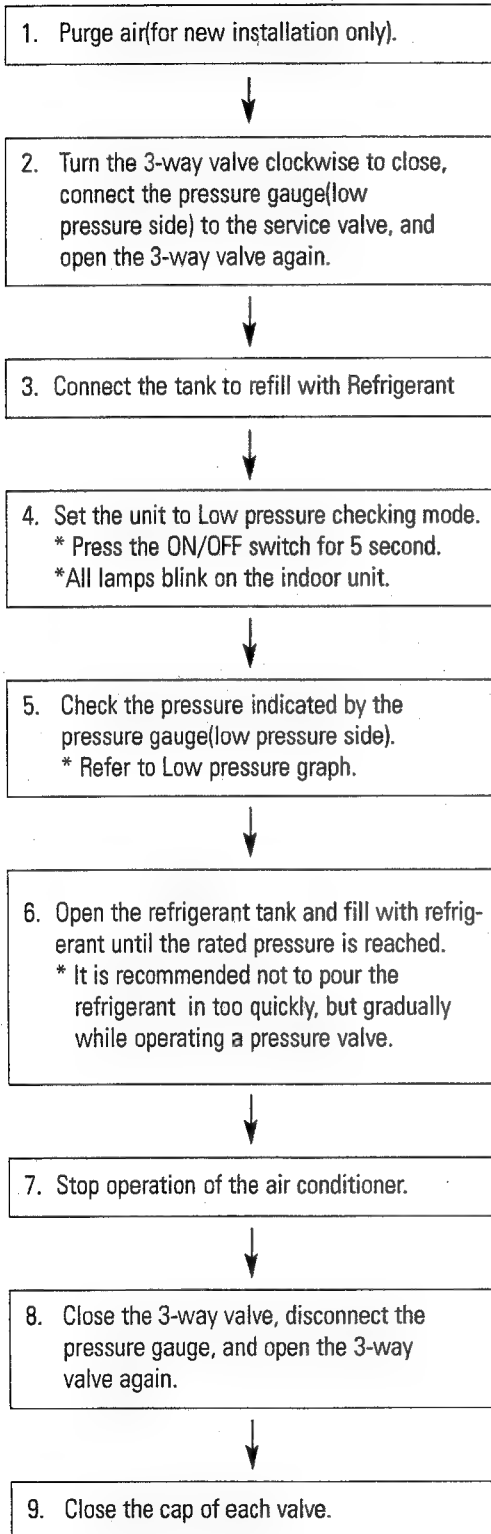 1. Purge air(for new installation only).
2. Turn the 3-way valve clockwise to close,
connect the pressure gauge(low
pressure side) to the service valve, and
open the 3-way valve again.
3. Connect the tank to refill with Refrigerant
4. Set the unit to Low pressure checking mode.
* Press the ON/OFF switch for 5 second.
*All lamps blink on the indoor unit.
5. Check the pressure indicated by the
pressure gauge(low pressure side).
* Refer to Low pressure graph.
6. Open the refrigerant tank and fill with refrig-
erant until the rated pressure is reached.
* It is recommended not to pour the
refrigerant in too quickly, but gradually
while operating a pressure valve.
7. Stop operation of the air conditioner.
8. Close the 3-way valve, disconnect the
pressure gauge, and open the 3-way
valve again.
9. Close the cap of each valve.